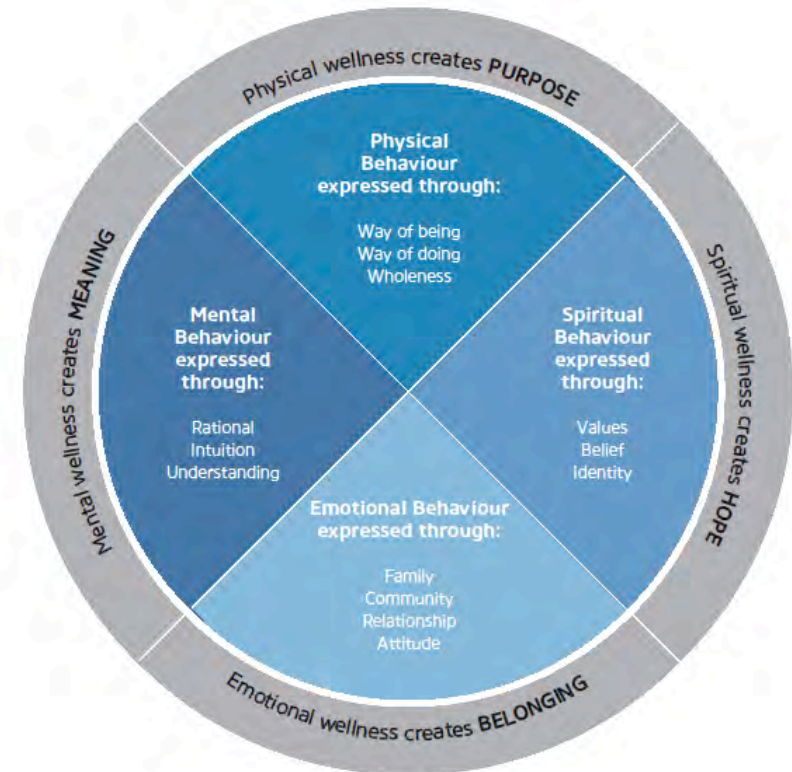 Physical wellness creates PURPOSE
Physical
Behaviour
expressed through:
Way of being
Way of doing
Wholeness
Mental wellness creates MEANING
Mental
Behaviour
expressed
through:
Rational
Intuition
Understanding
Spiritual
Behaviour
expressed
through:
Values
Belief
Identity
Spiritual wellness creates HOPE
Emotional Behaviour
expressed through:
Family
Community
Relationship
Attitude
Emotional wellness creates BELONGING